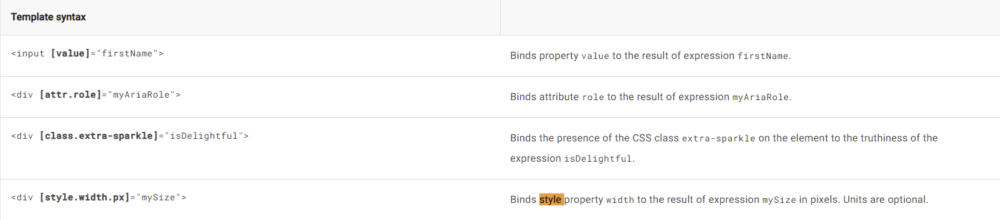 Template syntax
<input [value]="firstName">
Binds property value to the result of expression firstName.
<div [attr.role]="myAriaRole">
Binds attribute role to the result of expression myAriaRole.
<div [class.extra-sparkle]="isDelightful">
Binds the presence of the CSS class extra-sparkle on the element to the truthiness of the
expression isDelightful.
<div [style.width.px]="mySize">
Binds style property width to the result of expression mySize in pixels. Units are optional.